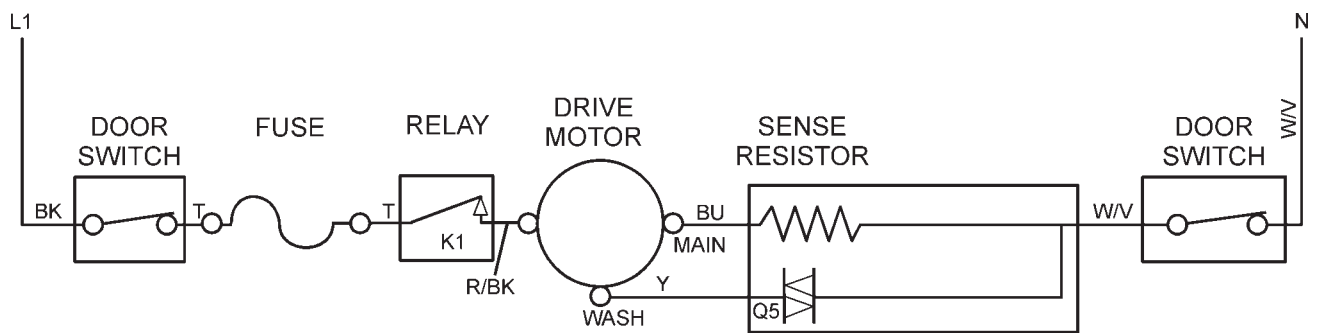 L1
N
DOOR
SWITCH
FUSE
RELAY
DRIVE
MOTOR
SENSE
RESISTOR
DOOR
SWITCH
W/V
BK
T
T
K1
R/BK
BU
MAIN
W/V
Y
WASH
Q5